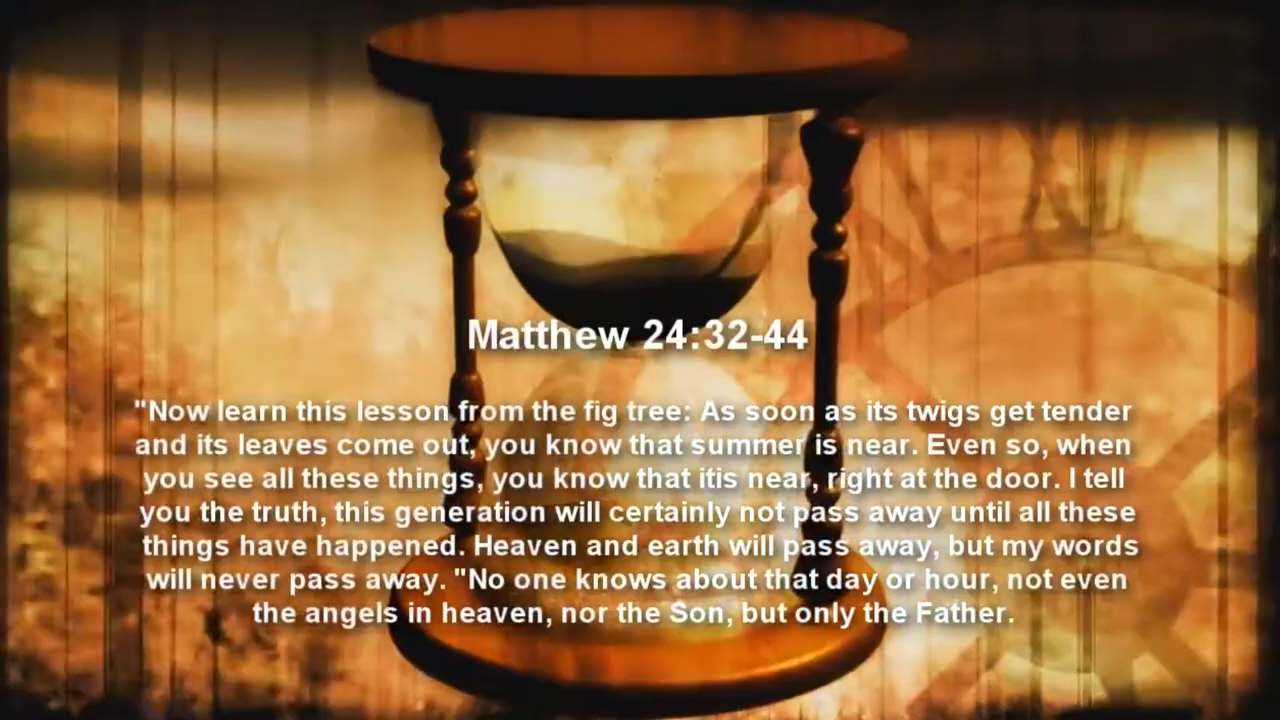 Matthew 24:32-44
"Now learn this lesson from the fig tree: As soon as its twigs get tender
and its leaves come out, you know that summer is near. Even so, when
you see all these things, you know that itis near, right at the door. I tell
you the truth, this generation will certainly not pass away until all these
things have happened. Heaven and earth will pass away, but my words
will never pass away. "No one knows about that day or hour, not even
the angels in heaven, nor the Son, but only the Father.